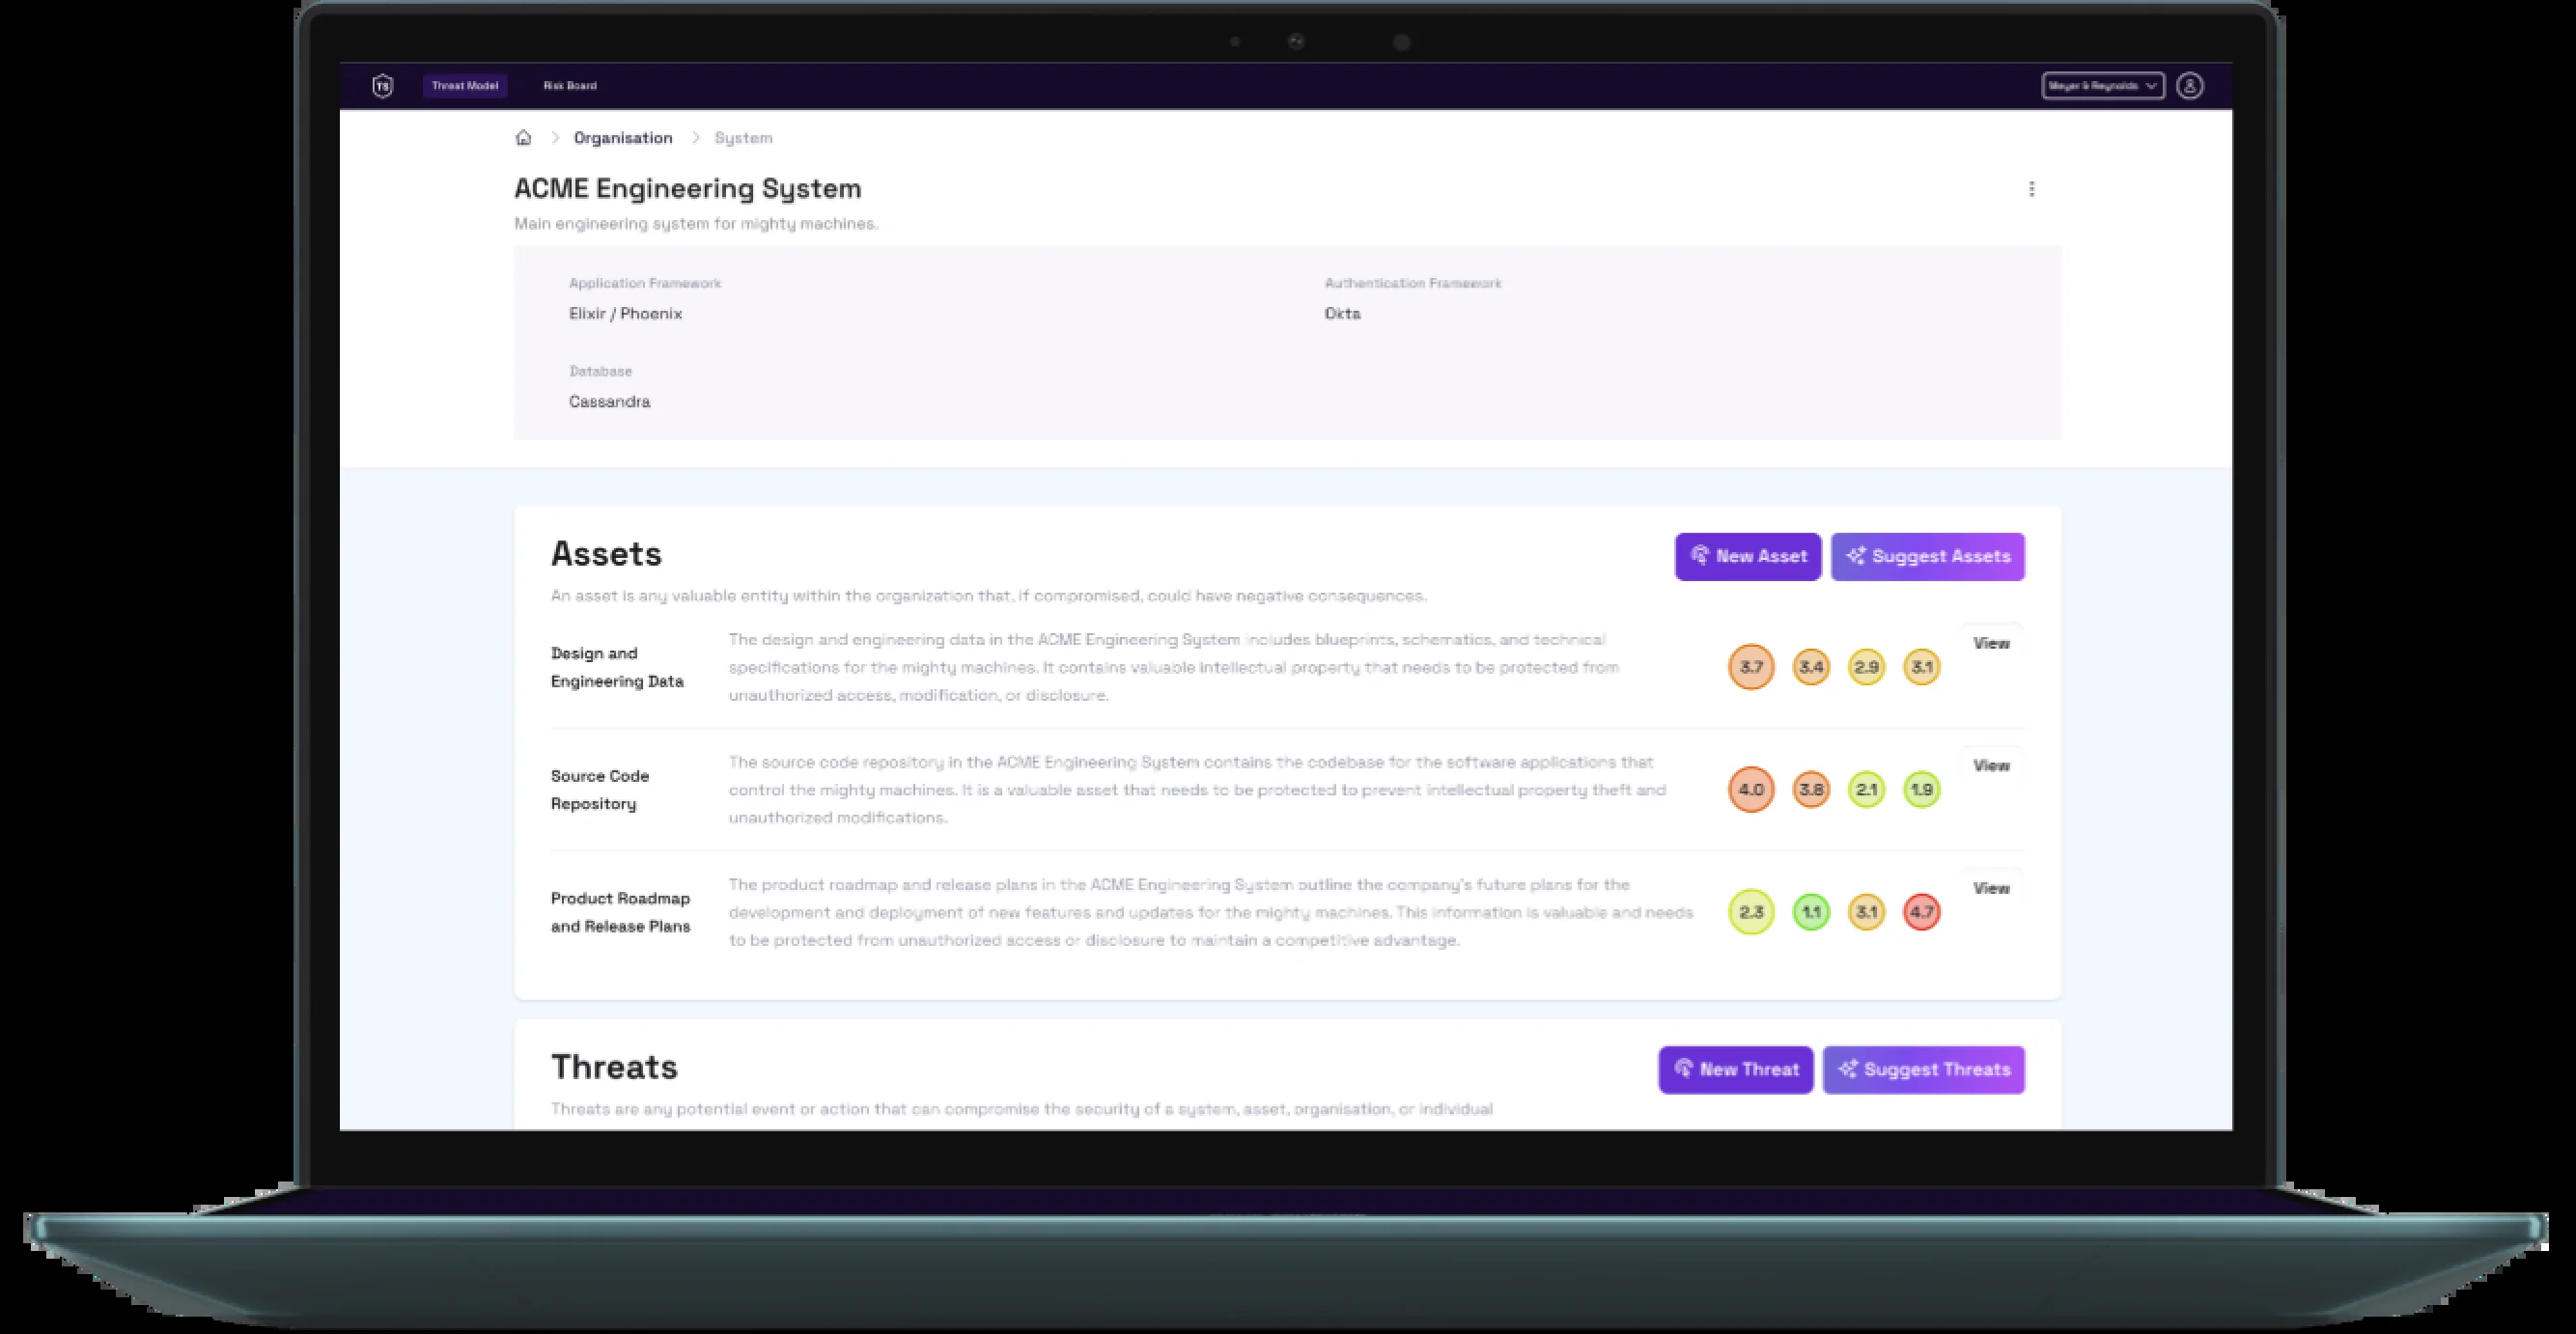 TS Threat Model Risk Board Meyer & Reynolds
Organisation System
ACME Engineering System
Main engineering system for mighty machines.
Application Framework Authentication Framework
Elixir / Phoenix Okta
Database
Cassandra
Assets New Asset Suggest Assets
An asset is any valuable entity within the organization that, if compromised, could have negative consequences.
Design and
Engineering Data
The design and engineering data in the ACME Engineering System includes blueprints, schematics, and technical
specifications for the mighty machines. It contains valuable intellectual property that needs to be protected from
unauthorized access, modification, or disclosure.
3.7 3.4 2.9 3.1 View
Source Code
Repository
The source code repository in the ACME Engineering System contains the codebase for the software applications that
control the mighty machines. It is a valuable asset that needs to be protected to prevent intellectual property theft and
unauthorized modifications.
4.0 3.8 2.1 1.9 View
Product Roadmap
and Release Plans
The product roadmap and release plans in the ACME Engineering System outline the company's future plans for the
development and deployment of new features and updates for the mighty machines. This information is valuable and needs
to be protected from unauthorized access or disclosure to maintain a competitive advantage.
2.3 1.1 3.1 4.7 View
Threats New Threat Suggest Threats
Threats are any potential event or action that can compromise the security of a system, asset, organisation, or individual